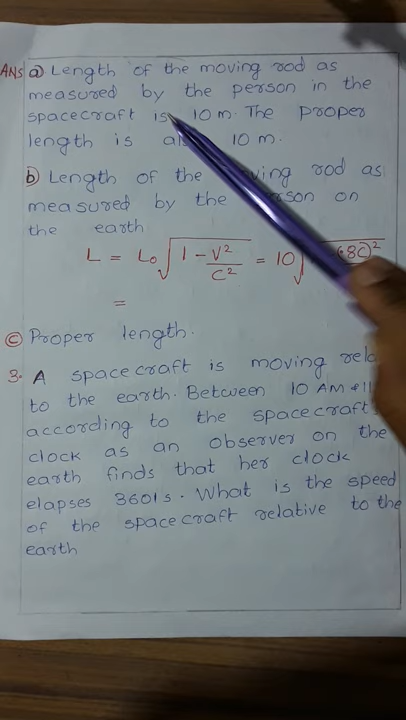 Ans a) Length of the moving rod as
measured by the person in the
spacecraft is 10 m. The proper
length is al 10 m.
b) Length of the ving rod as
measured by the rson on
the earth
L = L₀ √1 - V²/C² = 10 √ ·8C)²
=
c) Proper length.
3. A spacecraft is moving rela
to the earth. Between 10 AM & 11
according to the spacecraft
clock as an observer on the
earth finds that her clock
elapses 3601s. What is the speed
of the spacecraft relative to the
earth